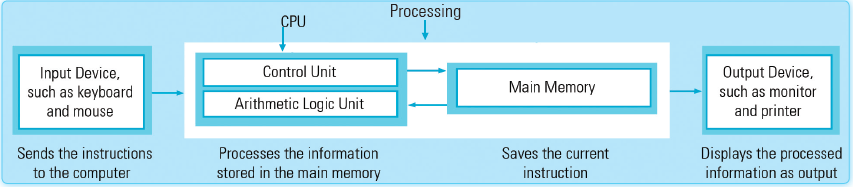 Processing
CPU
Input Device,
such as keyboard
and mouse
Control Unit
Arithmetic Logic Unit
Main Memory
Output Device,
such as monitor
and printer
Sends the instructions
to the computer
Processes the information
stored in the main memory
Saves the current
instruction
Displays the processed
information as output